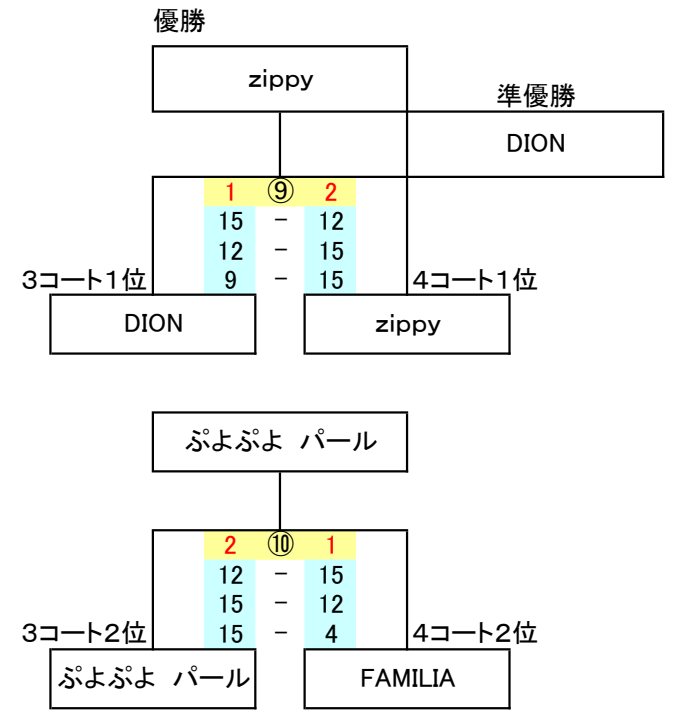 優勝
zippy
準優勝
DION
1 ⑨ 2
15 － 12
12 － 15
9 － 15
3コート1位 4コート1位
DION zippy
ぷよぷよ パール
2 ⑩ 1
12 － 15
15 － 12
15 － 4
3コート2位 4コート2位
ぷよぷよ パール FAMILIA